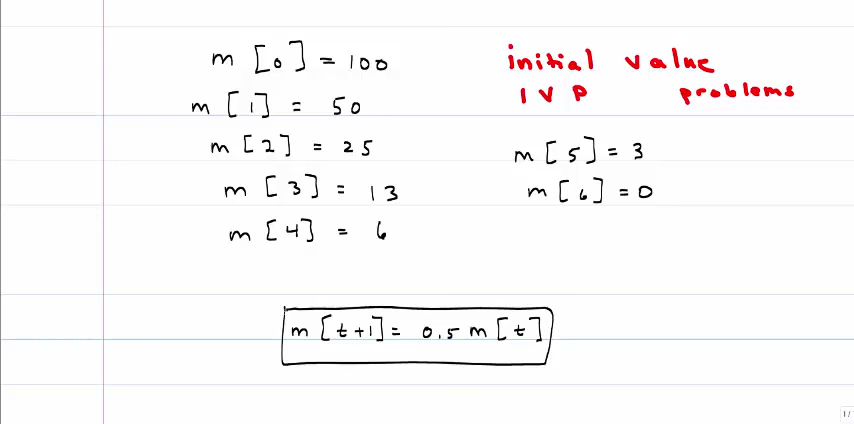 m [0] = 100
m [1] = 50
m [2] = 25
m [3] = 13
m [4] = 6
initial value
IVP problems
m [5] = 3
m [6] = 0
m [t+1] = 0.5 m [t]
1/